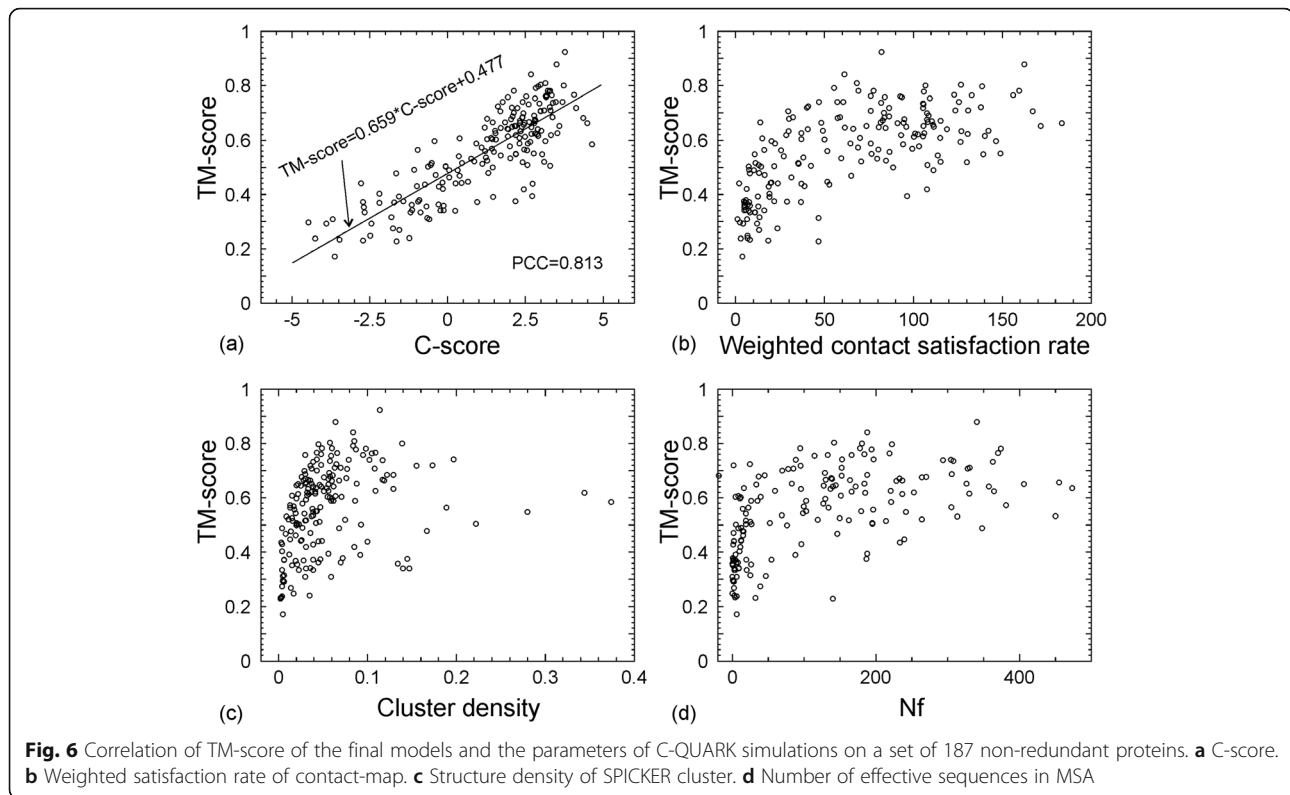 1
0.8
0.6
0.4
0.2
0
TM-score
TM-score=0.659*C-score+0.477
PCC=0.813
-5
-2.5
0
2.5
5
(a)
C-score
1
0.8
0.6
0.4
0.2
0
TM-score
0
50
100
150
200
(b)
Weighted contact satisfaction rate
1
0.8
0.6
0.4
0.2
0
TM-score
0
0.1
0.2
0.3
0.4
(c)
Cluster density
1
0.8
0.6
0.4
0.2
0
TM-score
0
200
400
(d)
Nf
Fig. 6 Correlation of TM-score of the final models and the parameters of C-QUARK simulations on a set of 187 non-redundant proteins. a C-score.
b Weighted satisfaction rate of contact-map. c Structure density of SPICKER cluster. d Number of effective sequences in MSA